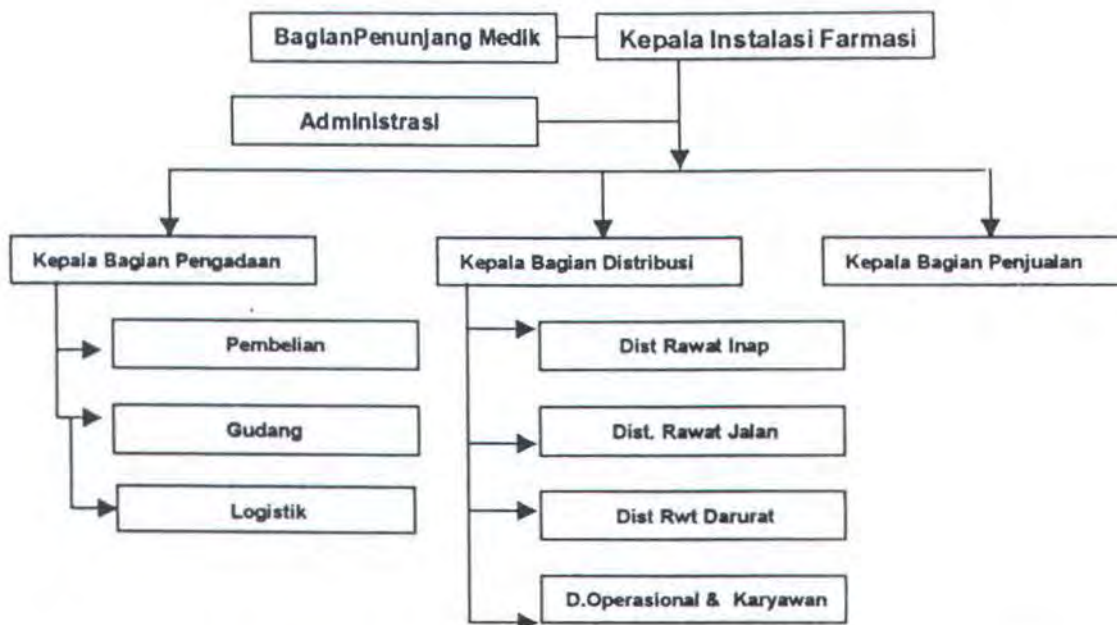 BagianPenunjang Medik
Kepala Instalasi Farmasi
Administrasi
Kepala Bagian Pengadaan
Kepala Bagian Distribusi
Kepala Bagian Penjualan
Pembelian
Dist Rawat Inap
Gudang
Dist. Rawat Jalan
Logistik
Dist Rwt Darurat
D.Operasional & Karyawan